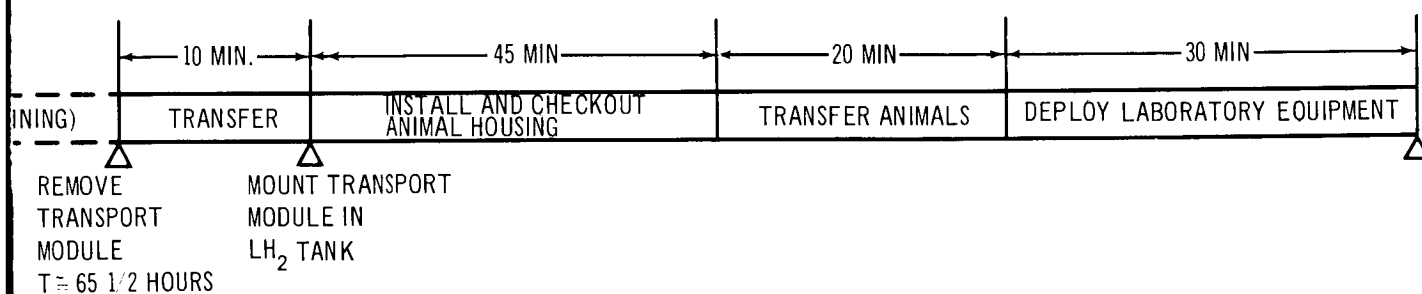 10 MIN. 45 MIN 20 MIN 30 MIN
INING) TRANSFER INSTALL AND CHECKOUT
ANIMAL HOUSING TRANSFER ANIMALS DEPLOY LABORATORY EQUIPMENT
REMOVE
TRANSPORT
MODULE
T≅65 1/2 HOURS
MOUNT TRANSPORT
MODULE IN
LH2 TANK